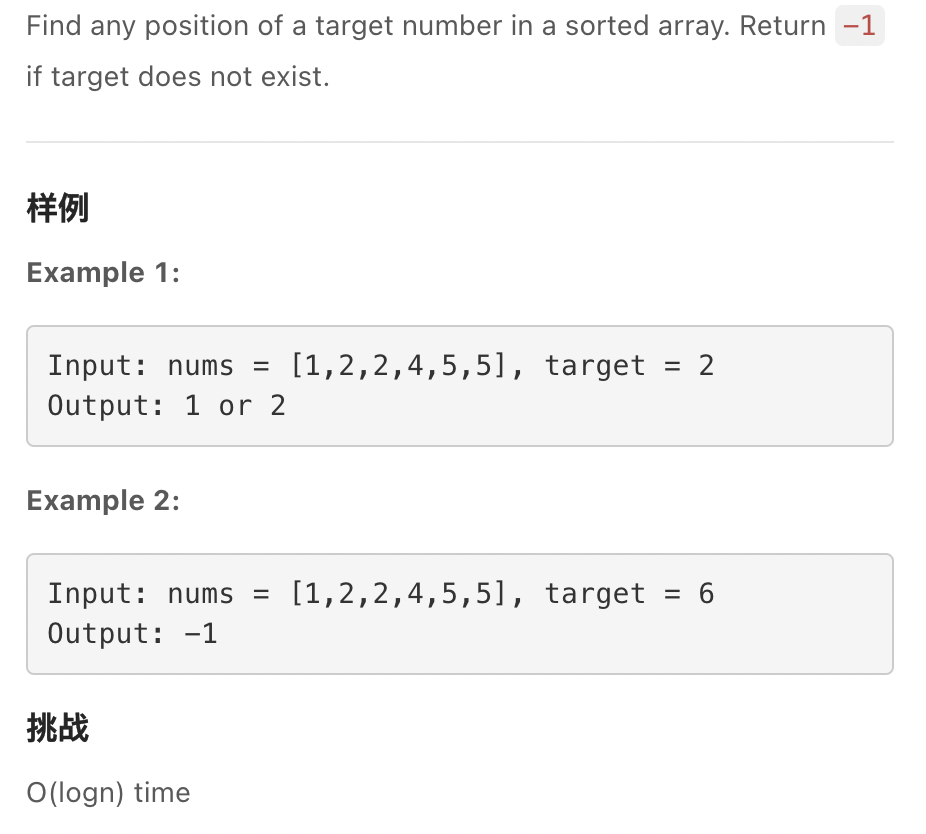 Find any position of a target number in a sorted array. Return -1
if target does not exist.
样例
Example 1:
Input: nums = [1,2,2,4,5,5], target = 2
Output: 1 or 2
Example 2:
Input: nums = [1,2,2,4,5,5], target = 6
Output: -1
挑战
O(logn) time